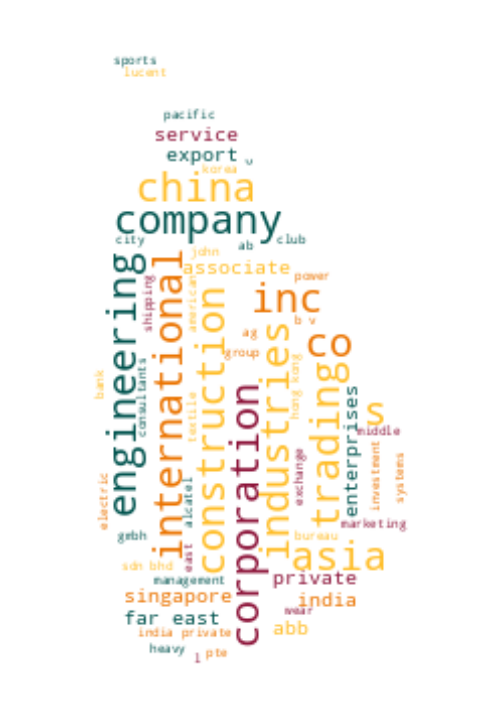 sports
lucent
pacific
service
export
v
korea
china
company
city
ab
club
john
associate
power
engineering
shipping
international
american
construction
inc
b v
ag
co
group
industries
hong kong
trading
bank
consultants
textile
corporation
enterprises
s
middle
exchange
investment
systems
electric
alcatel
marketing
gmbh
east
bureau
asia
sdn bhd
management
private
singapore
india
wear
far east
abb
india private
heavy
l
pte